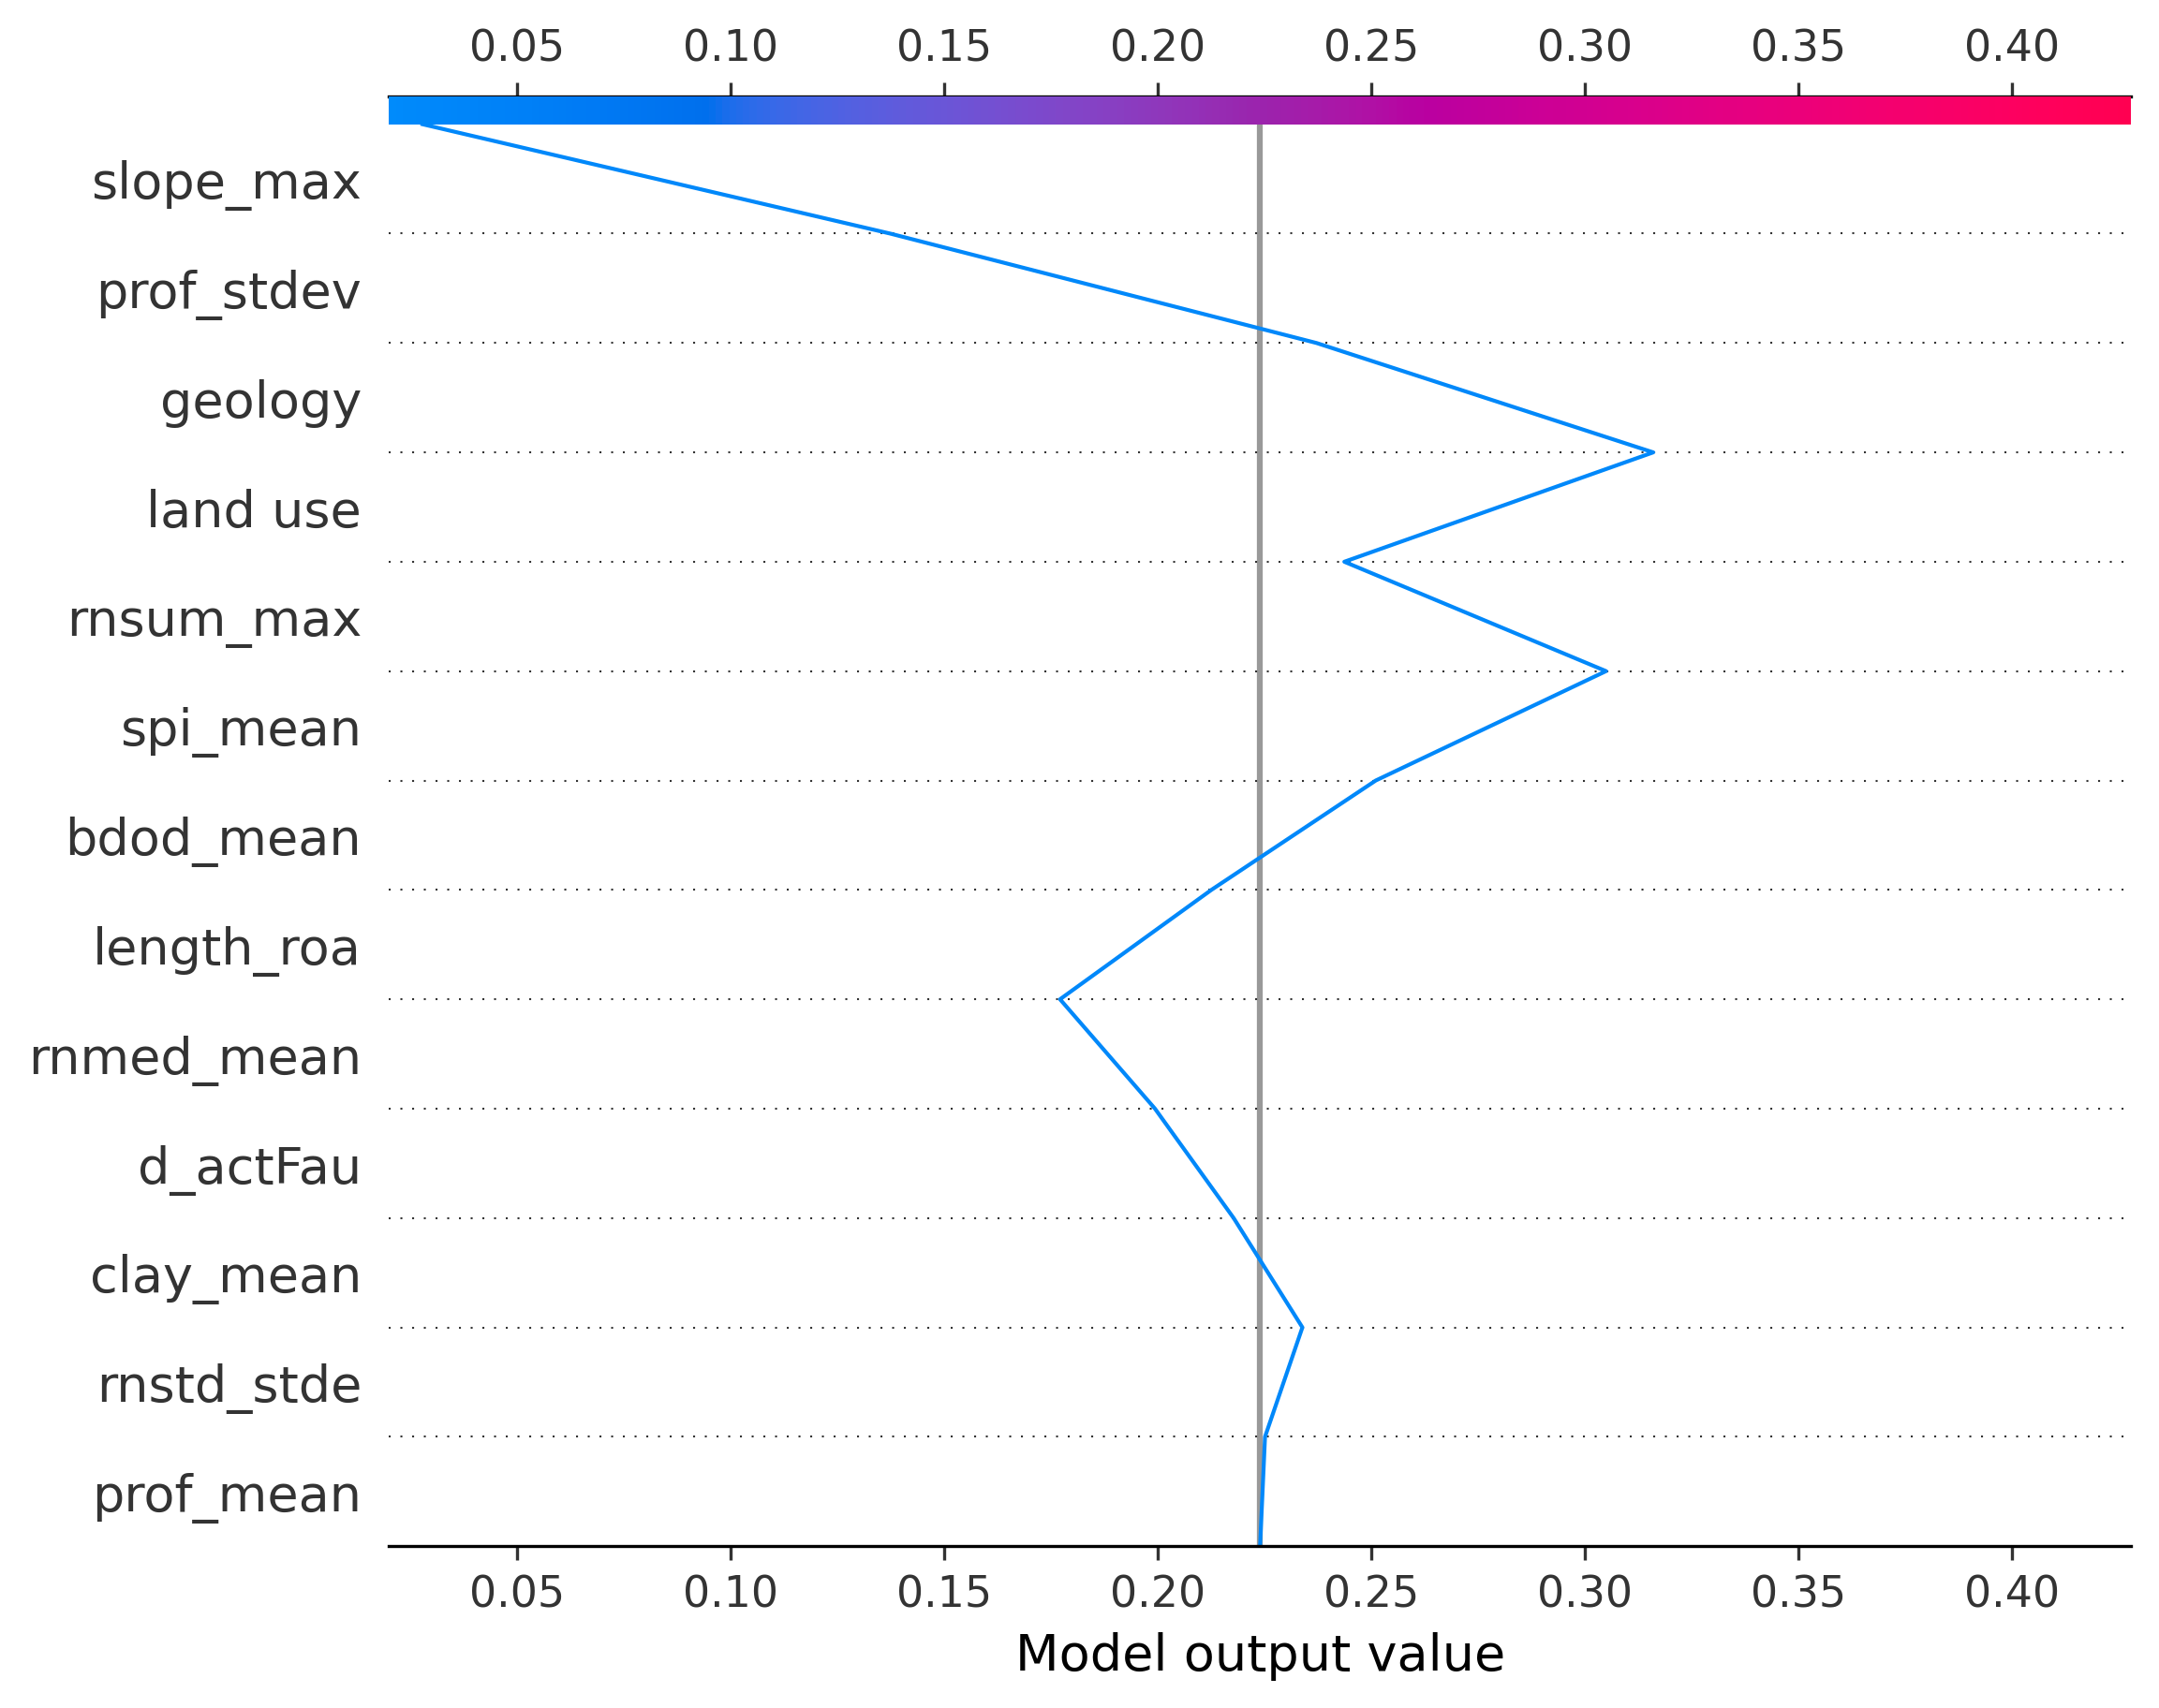 0.05 0.10 0.15 0.20 0.25 0.30 0.35 0.40
slope_max
prof_stdev
geology
land use
rnsum_max
spi_mean
bdod_mean
length_roa
rnmed_mean
d_actFau
clay_mean
rnstd_stde
prof_mean
0.05 0.10 0.15 0.20 0.25 0.30 0.35 0.40
Model output value